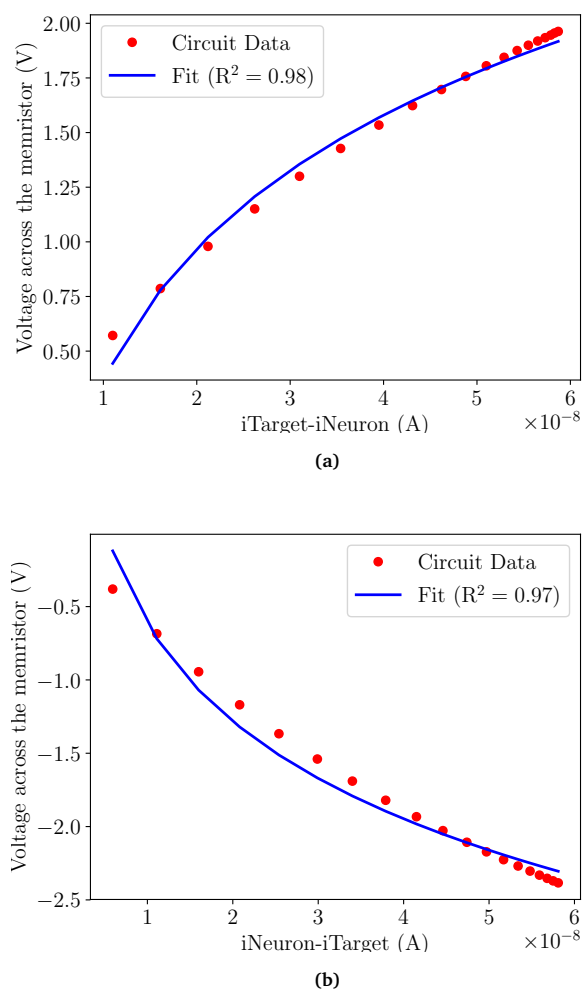 2.00
1.75
1.50
1.25
1.00
0.75
0.50
Voltage across the memristor (V)
Circuit Data
Fit (R² = 0.98)
1 2 3 4 5 6
×10⁻⁸
iTarget-iNeuron (A)
(a)
−0.5
−1.0
−1.5
−2.0
−2.5
Voltage across the memristor (V)
Circuit Data
Fit (R² = 0.97)
1 2 3 4 5 6
×10⁻⁸
iNeuron-iTarget (A)
(b)